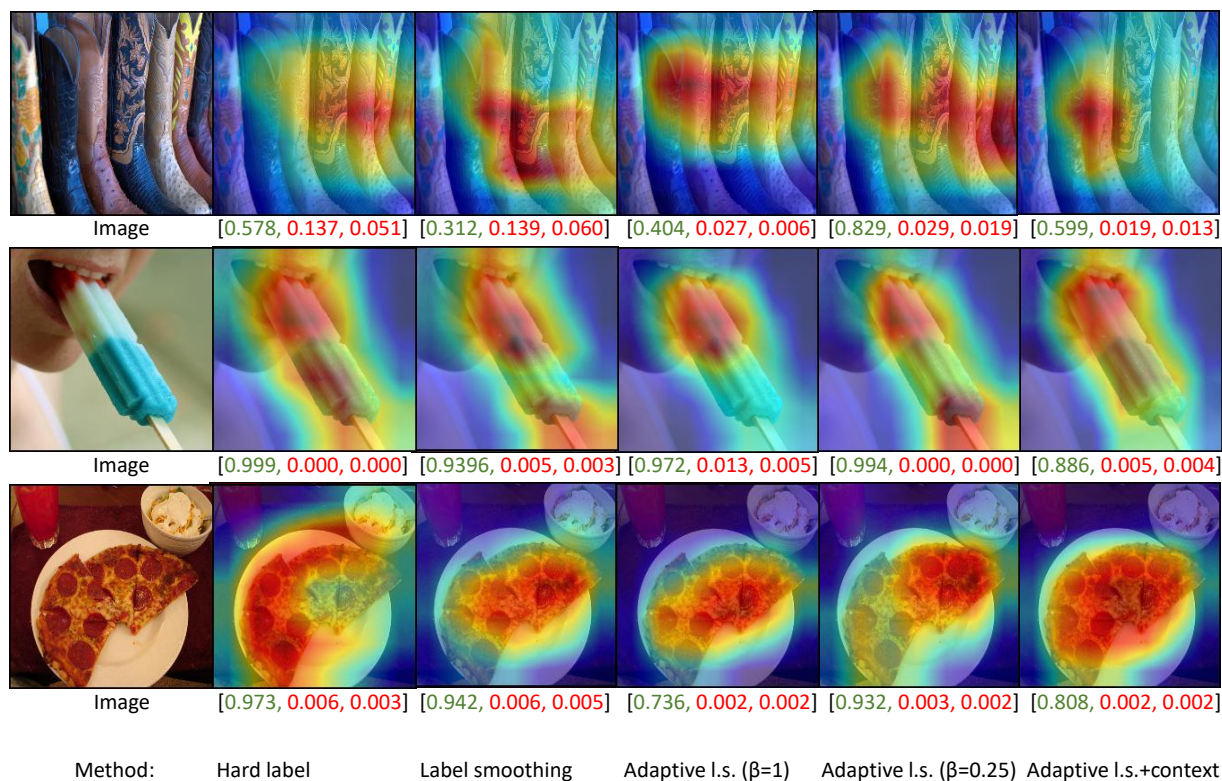 Image [0.578, 0.137, 0.051] [0.312, 0.139, 0.060] [0.404, 0.027, 0.006] [0.829, 0.029, 0.019] [0.599, 0.019, 0.013]
Image [0.999, 0.000, 0.000] [0.9396, 0.005, 0.003] [0.972, 0.013, 0.005] [0.994, 0.000, 0.000] [0.886, 0.005, 0.004]
Image [0.973, 0.006, 0.003] [0.942, 0.006, 0.005] [0.736, 0.002, 0.002] [0.932, 0.003, 0.002] [0.808, 0.002, 0.002]
Method: Hard label Label smoothing Adaptive l.s. (β=1) Adaptive l.s. (β=0.25) Adaptive l.s.+context